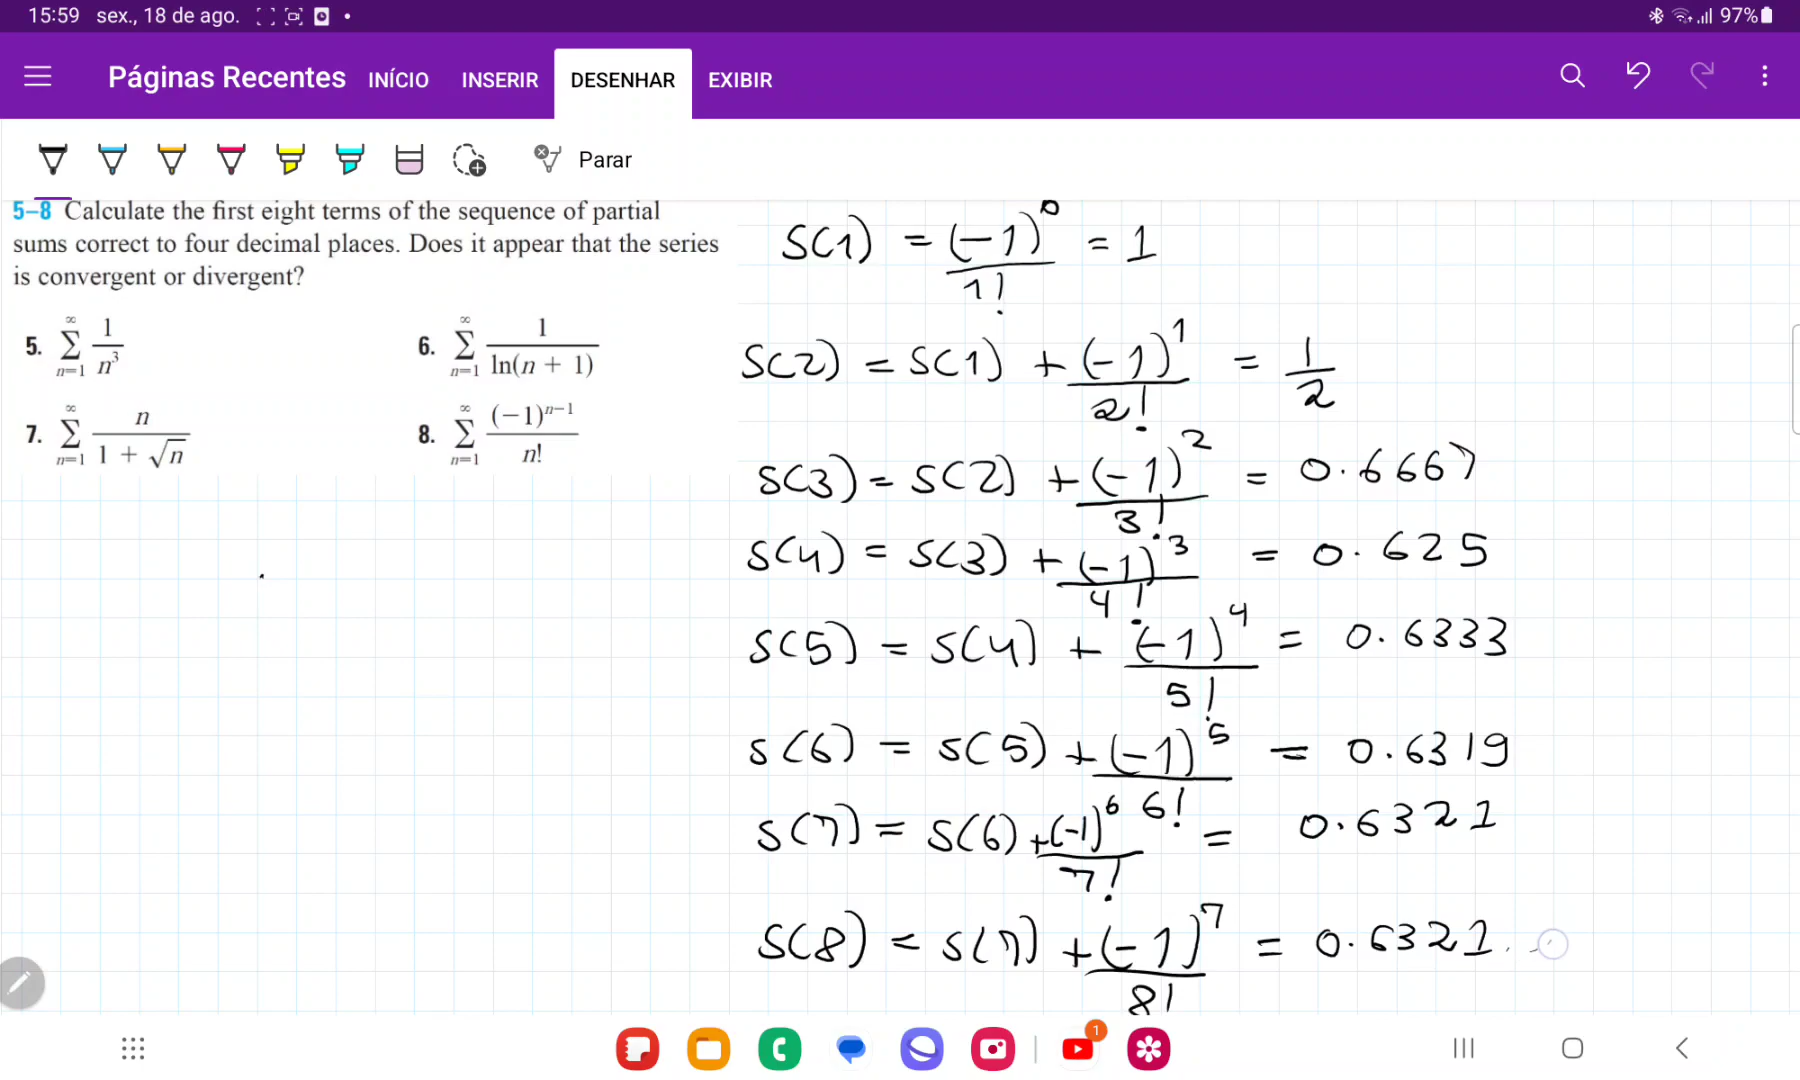 15:59 sex., 18 de ago. 97%
Páginas Recentes INÍCIO INSERIR DESENHAR EXIBIR
Parar
5–8 Calculate the first eight terms of the sequence of partial
sums correct to four decimal places. Does it appear that the series
is convergent or divergent?
5. ∑_{n=1}^{∞} 1/n³
6. ∑_{n=1}^{∞} 1/ln(n + 1)
7. ∑_{n=1}^{∞} n/(1 + √n)
8. ∑_{n=1}^{∞} (−1)^{n−1}/n!
S(1) = (-1)^0/1! = 1
S(2) = S(1) + (-1)^1/2! = 1/2
S(3) = S(2) + (-1)^2/3! = 0.6667
S(4) = S(3) + (-1)^3/4! = 0.625
S(5) = S(4) + (-1)^4/5! = 0.6333
S(6) = S(5) + (-1)^5/6! = 0.6319
S(7) = S(6) + (-1)^6/7! = 0.6321
S(8) = S(7) + (-1)^7/8! = 0.6321.
1